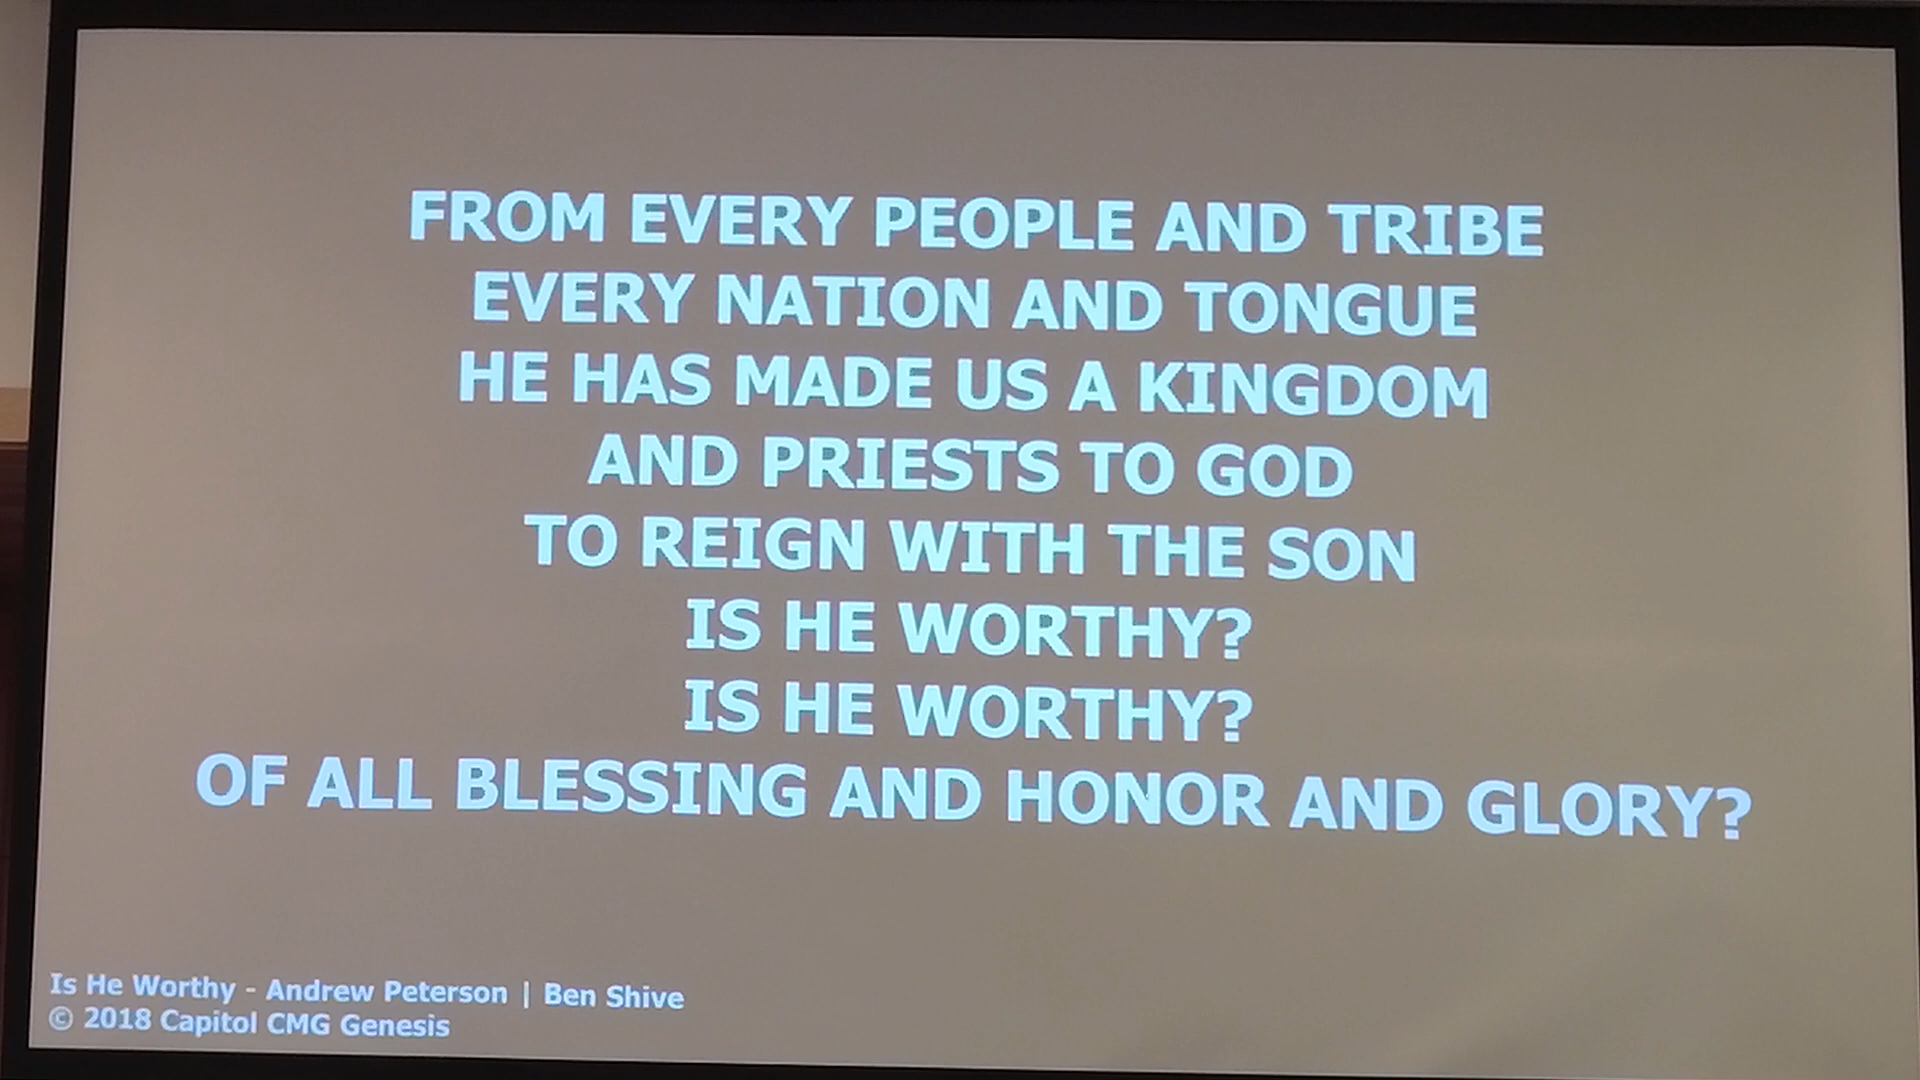 FROM EVERY PEOPLE AND TRIBE
EVERY NATION AND TONGUE
HE HAS MADE US A KINGDOM
AND PRIESTS TO GOD
TO REIGN WITH THE SON
IS HE WORTHY?
IS HE WORTHY?
OF ALL BLESSING AND HONOR AND GLORY?
Is He Worthy - Andrew Peterson | Ben Shive
© 2018 Capitol CMG Genesis